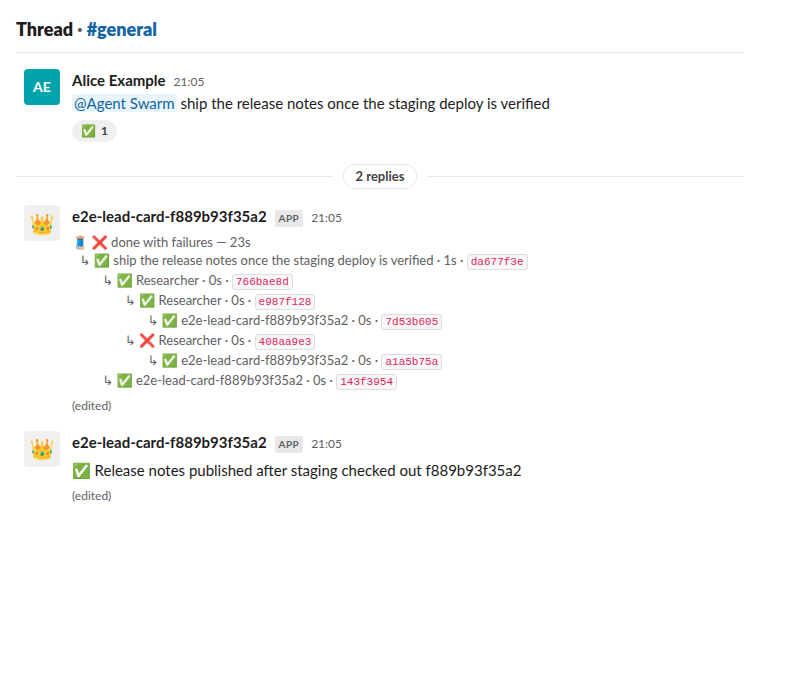 Thread • #general
AE
Alice Example 21:05
@Agent Swarm ship the release notes once the staging deploy is verified
✅ 1
2 replies
e2e-lead-card-f889b93f35a2 APP 21:05
🧵 ❌ done with failures — 23s
↳ ✅ ship the release notes once the staging deploy is verified · 1s · da677f3e
↳ ✅ Researcher · 0s · 766bae8d
↳ ✅ Researcher · 0s · e987f128
↳ ✅ e2e-lead-card-f889b93f35a2 · 0s · 7d53b605
↳ ❌ Researcher · 0s · 408aa9e3
↳ ✅ e2e-lead-card-f889b93f35a2 · 0s · a1a5b75a
↳ ✅ e2e-lead-card-f889b93f35a2 · 0s · 143f3954
(edited)
e2e-lead-card-f889b93f35a2 APP 21:05
✅ Release notes published after staging checked out f889b93f35a2
(edited)